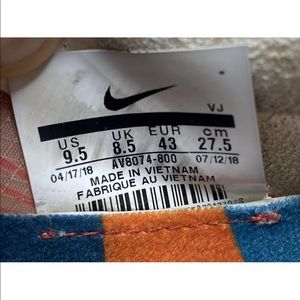 VJ
US UK EUR cm
9.5 8.5 43 27.5
04/17/18 AV8074-800 07/12/18
MADE IN VIETNAM
FABRIQUE AU VIETNAM